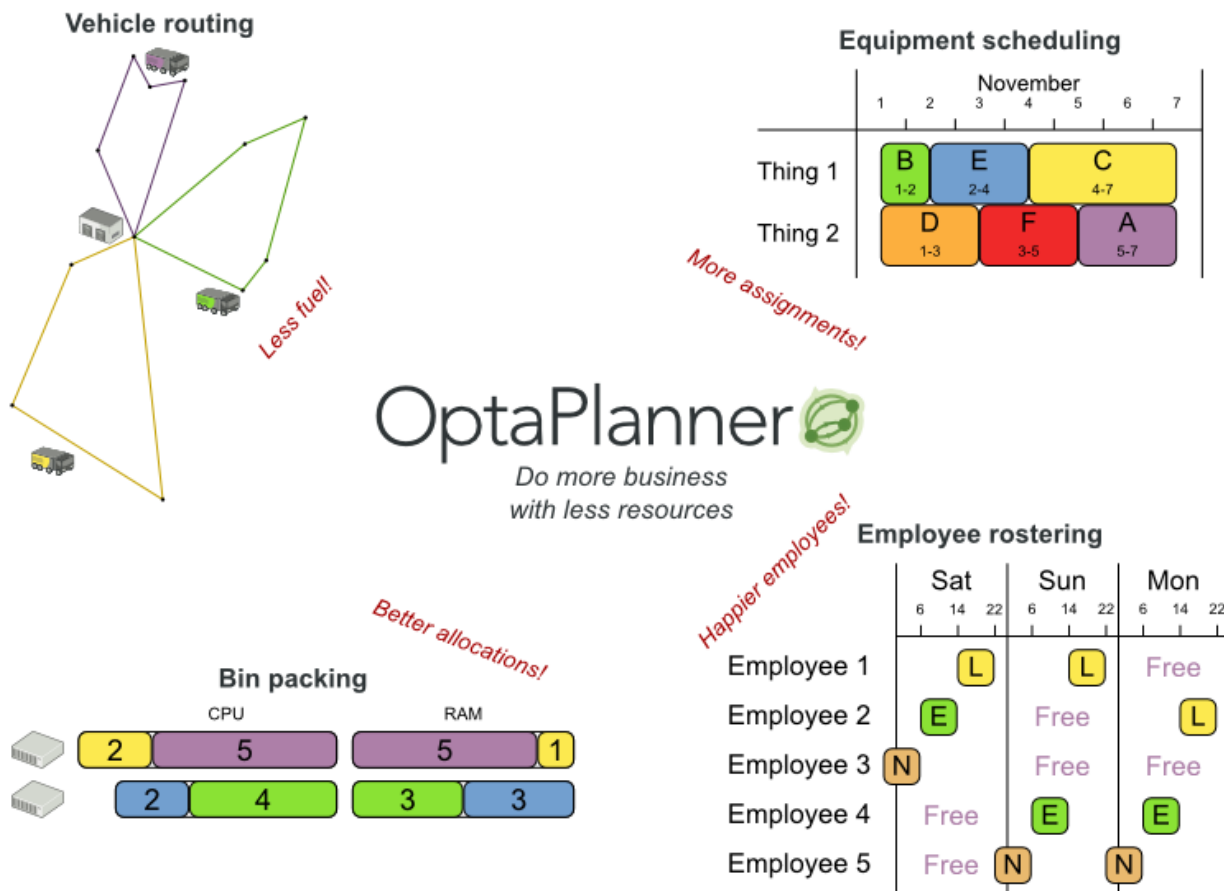 Vehicle routing
Less fuel!
Equipment scheduling
November
1 2 3 4 5 6 7
Thing 1
B E C
1-2 2-4 4-7
Thing 2
D F A
1-3 3-5 5-7
More assignments!
OptaPlanner
Do more business
with less resources
Better allocations!
Bin packing
CPU RAM
2 5 5 1
2 4 3 3
Happier employees!
Employee rostering
Sat Sun Mon
6 14 22 6 14 22 6 14 22
Employee 1 L L Free
Employee 2 E Free L
Employee 3 N Free Free
Employee 4 Free E E
Employee 5 Free N N